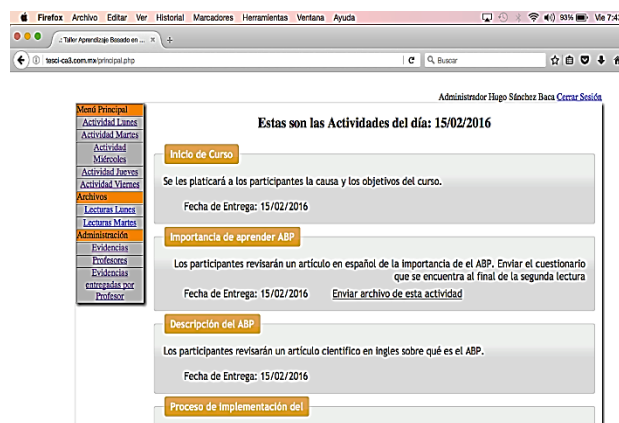 Firefox Archivo Editar Ver Historial Marcadores Herramientas Ventana Ayuda 93% Vie 7:43
.: Taller Aprendizaje Basado en ... × +
tesci-ca3.com.mx/principal.php Buscar
Administrador Hugo Sánchez Baca Cerrar Sesión
Menú Principal
Actividad Lunes
Actividad Martes
Actividad
Miércoles
Actividad Jueves
Actividad Viernes
Archivos
Lecturas Lunes
Lecturas Martes
Administración
Evidencias
Profesores
Evidencias
entregadas por
Profesor
Estas son las Actividades del día: 15/02/2016
Inicio de Curso
Se les platicará a los participantes la causa y los objetivos del curso.
Fecha de Entrega: 15/02/2016
Importancia de aprender ABP
Los participantes revisarán un artículo en español de la importancia de el ABP. Enviar el cuestionario
que se encuentra al final de la segunda lectura
Fecha de Entrega: 15/02/2016 Enviar archivo de esta actividad
Descripción del ABP
Los participantes revisarán un artículo científico en ingles sobre qué es el ABP.
Fecha de Entrega: 15/02/2016
Proceso de implementación del